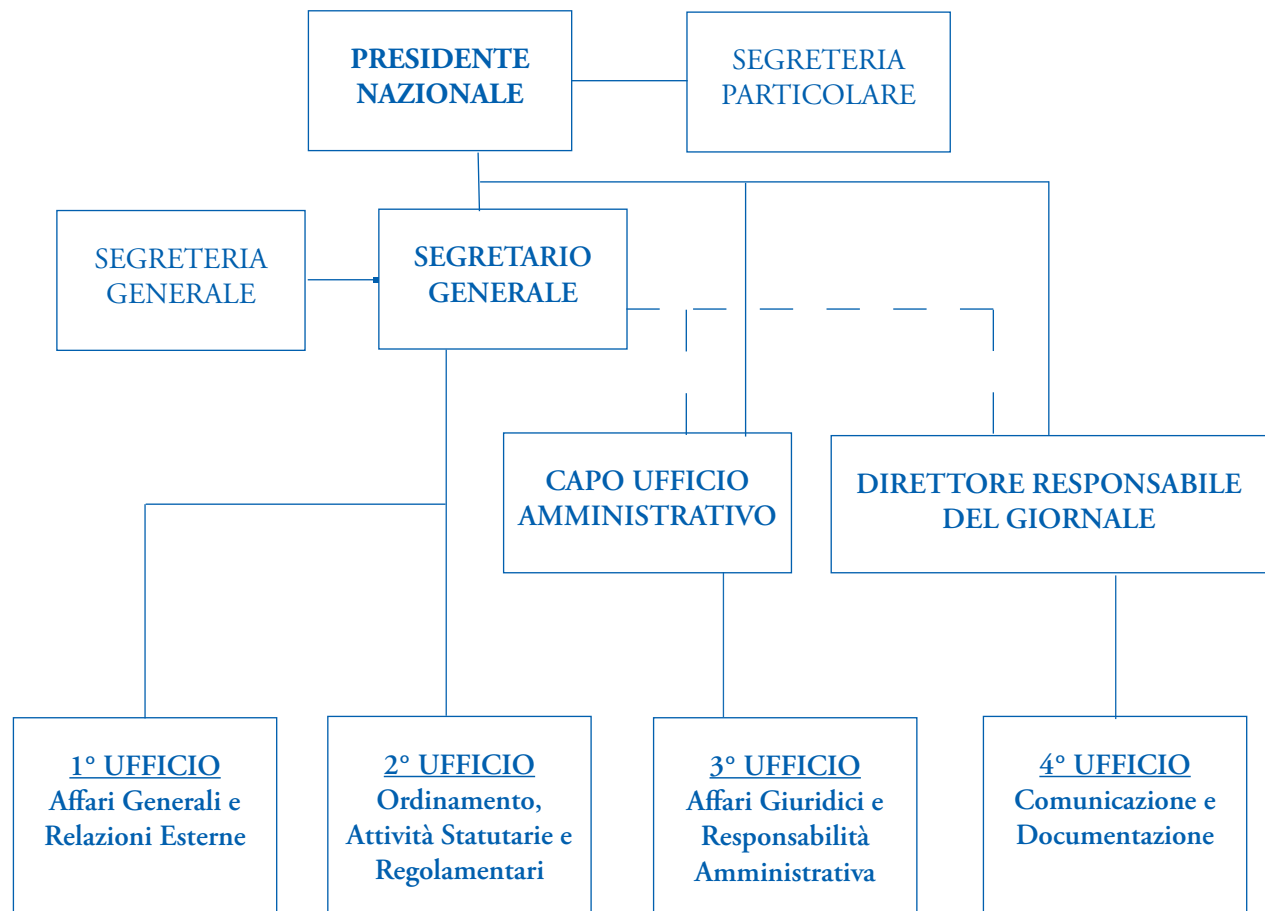 PRESIDENTE
NAZIONALE
SEGRETERIA
PARTICOLARE
SEGRETERIA
GENERALE
SEGRETARIO
GENERALE
CAPO UFFICIO
AMMINISTRATIVO
DIRETTORE RESPONSABILE
DEL GIORNALE
1° UFFICIO
Affari Generali e
Relazioni Esterne
2° UFFICIO
Ordinamento,
Attività Statutarie e
Regolamentari
3° UFFICIO
Affari Giuridici e
Responsabilità
Amministrativa
4° UFFICIO
Comunicazione e
Documentazione